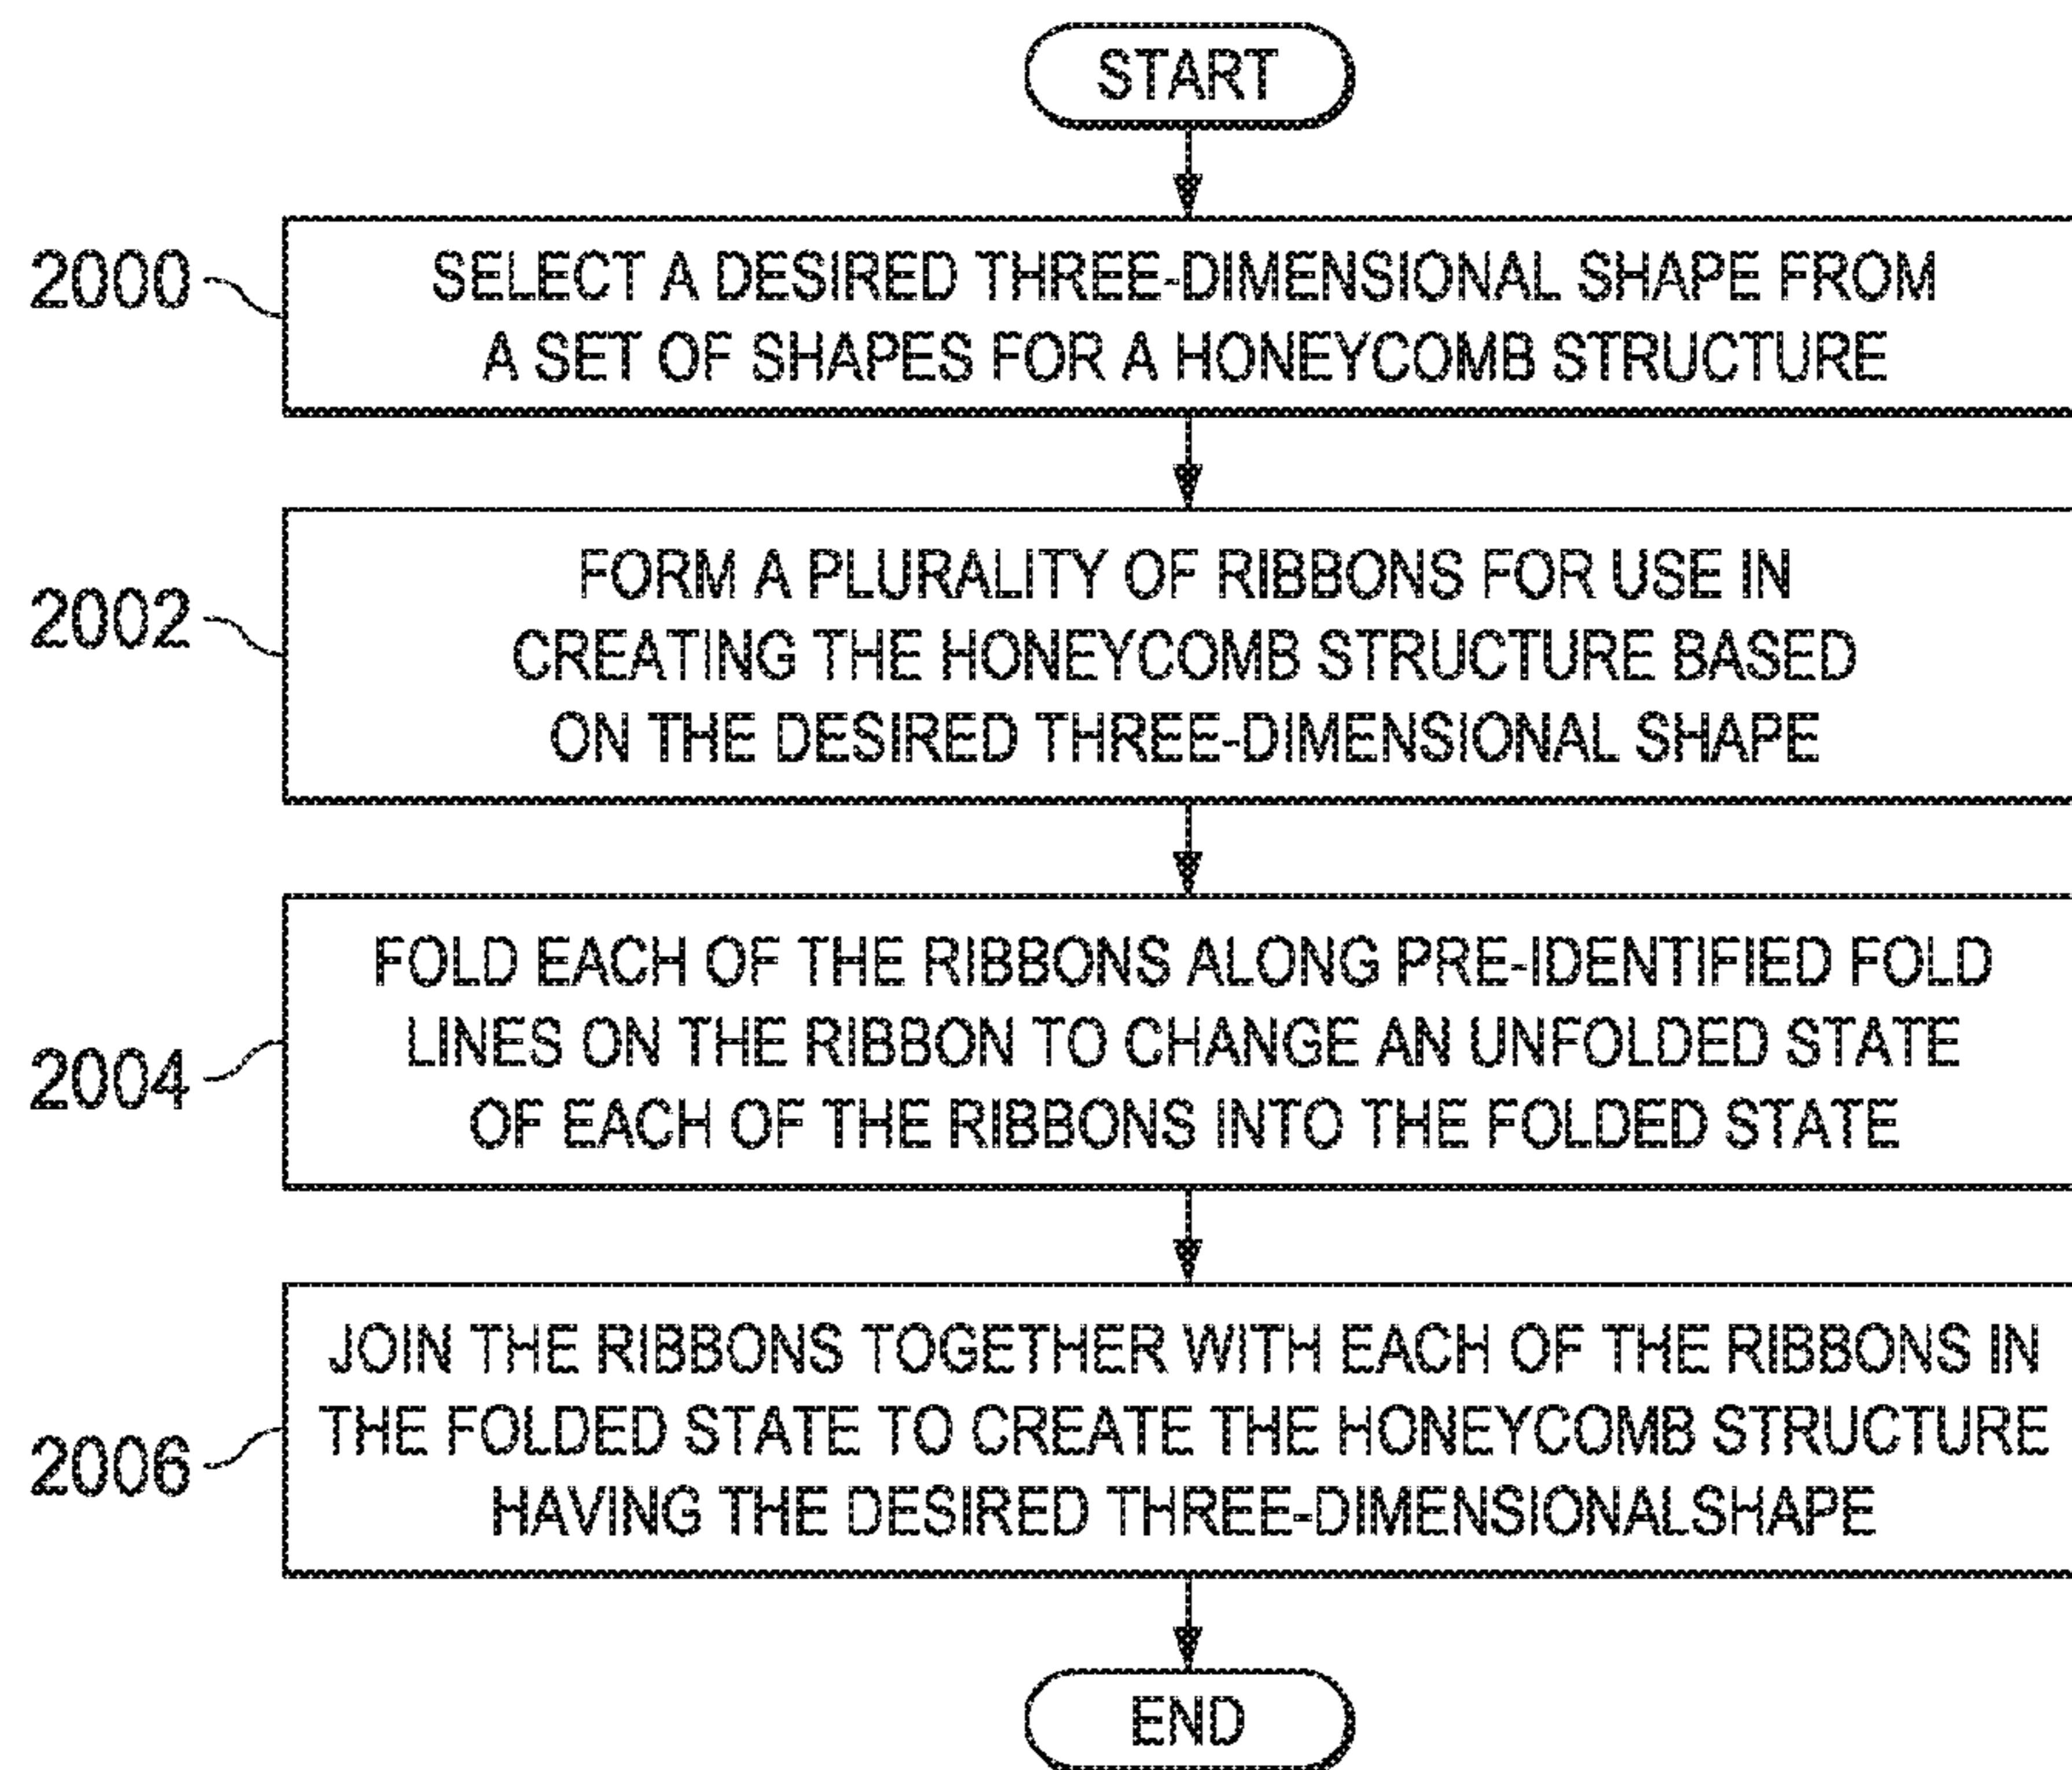 START
2000
SELECT A DESIRED THREE-DIMENSIONAL SHAPE FROM
A SET OF SHAPES FOR A HONEYCOMB STRUCTURE
2002
FORM A PLURALITY OF RIBBONS FOR USE IN
CREATING THE HONEYCOMB STRUCTURE BASED
ON THE DESIRED THREE-DIMENSIONAL SHAPE
2004
FOLD EACH OF THE RIBBONS ALONG PRE-IDENTIFIED FOLD
LINES ON THE RIBBON TO CHANGE AN UNFOLDED STATE
OF EACH OF THE RIBBONS INTO THE FOLDED STATE
2006
JOIN THE RIBBONS TOGETHER WITH EACH OF THE RIBBONS IN
THE FOLDED STATE TO CREATE THE HONEYCOMB STRUCTURE
HAVING THE DESIRED THREE-DIMENSIONALSHAPE
END